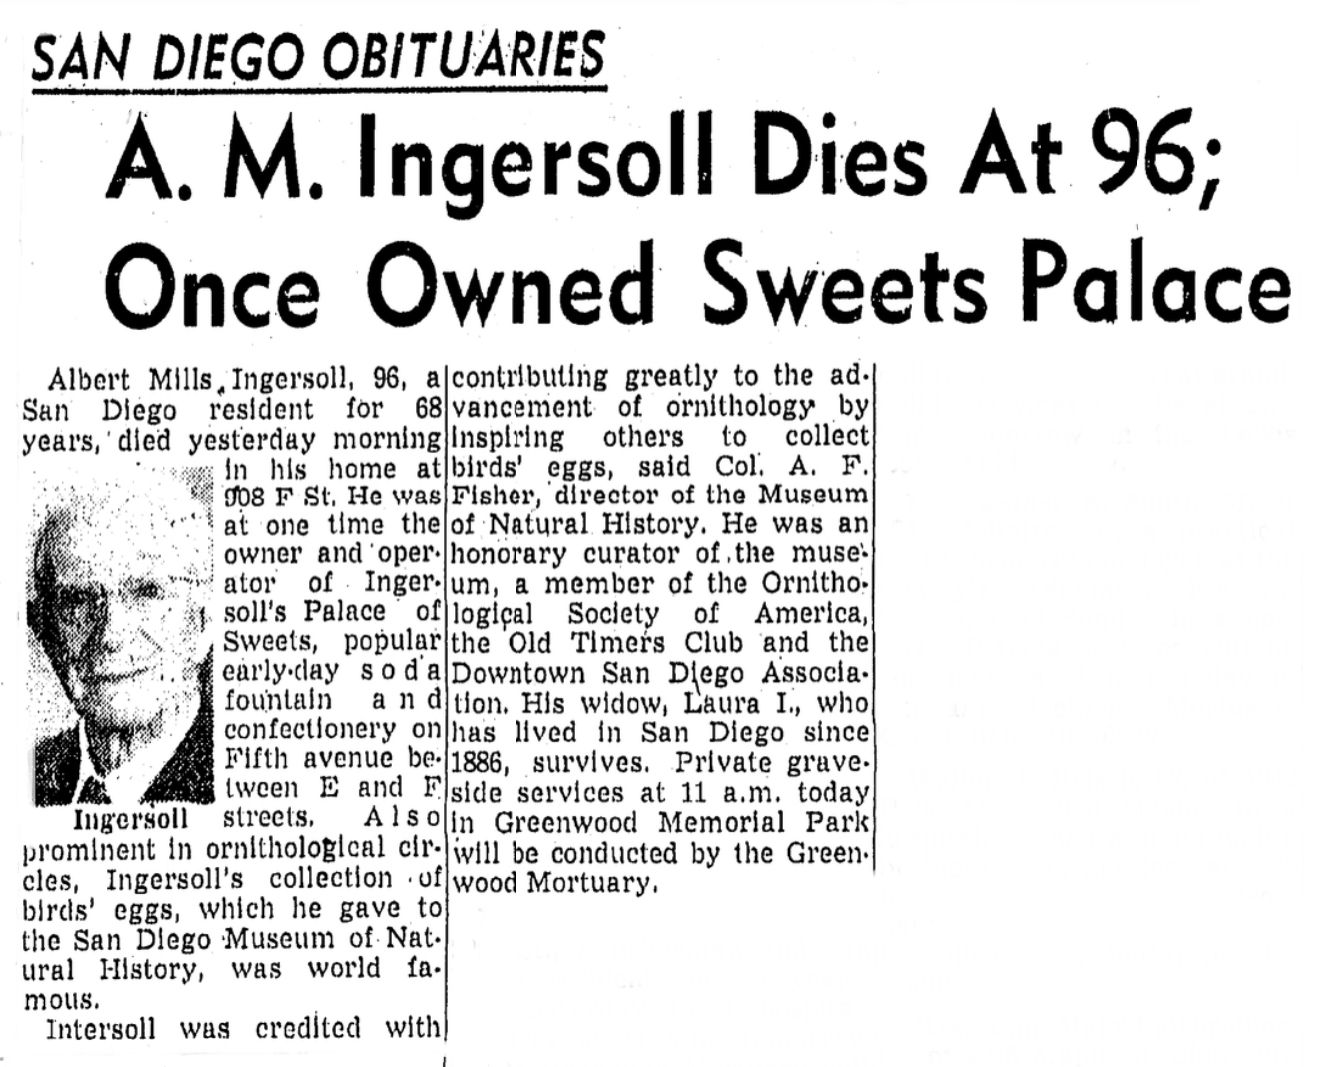 SAN DIEGO OBITUARIES
A. M. Ingersoll Dies At 96;
Once Owned Sweets Palace
Albert Mills Ingersoll, 96, a
San Diego resident for 68
years, died yesterday morning
in his home at
F St. He was
at one time the
owner and oper-
ator of Inger-
soll's Palace of
Sweets, popular
early-day soda
fountain and
confectionery on
Fifth avenue be-
tween E and F
streets. Also
Ingersoll
prominent in ornithological cir-
cles, Ingersoll's collection of
birds' eggs, which he gave to
the San Diego Museum of Nat-
ural History, was world fa-
mous.
Intersoll was credited with
contributing greatly to the ad-
vancement of ornithology by
inspiring others to collect
birds' eggs, said Col. A. F.
Fisher, director of the Museum
of Natural History. He was an
honorary curator of the muse-
um, a member of the Ornitho-
logical Society of America,
the Old Timers Club and the
Downtown San Diego Associa-
tion. His widow, Laura I., who
has lived in San Diego since
1886, survives. Private grave-
side services at 11 a.m. today
in Greenwood Memorial Park
will be conducted by the Green-
wood Mortuary.